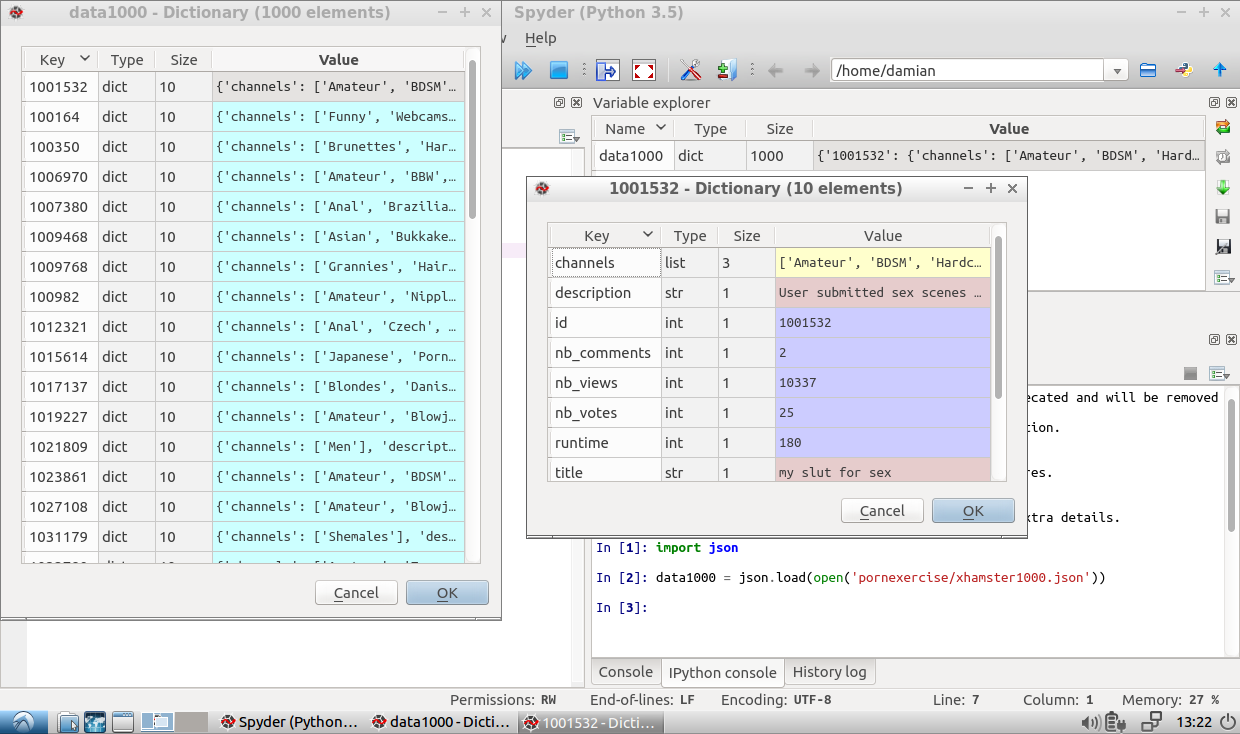 data1000 - Dictionary (1000 elements)
Key Type Size Value
1001532 dict 10 {'channels': ['Amateur', 'BDSM'…
100164 dict 10 {'channels': ['Funny', 'Webcams…
100350 dict 10 {'channels': ['Brunettes', 'Har…
1006970 dict 10 {'channels': ['Amateur', 'BBW',…
1007380 dict 10 {'channels': ['Anal', 'Brazilia…
1009468 dict 10 {'channels': ['Asian', 'Bukkake…
1009768 dict 10 {'channels': ['Grannies', 'Hair…
100982 dict 10 {'channels': ['Amateur', 'Nippl…
1012321 dict 10 {'channels': ['Anal', 'Czech', …
1015614 dict 10 {'channels': ['Japanese', 'Porn…
1017137 dict 10 {'channels': ['Blondes', 'Danis…
1019227 dict 10 {'channels': ['Amateur', 'Blowj…
1021809 dict 10 {'channels': ['Men'], 'descript…
1023861 dict 10 {'channels': ['Amateur', 'BDSM'…
1027108 dict 10 {'channels': ['Amateur', 'Blowj…
1031179 dict 10 {'channels': ['Shemales'], 'des…
Cancel OK
Spyder (Python 3.5)
Help
/home/damian
Variable explorer
Name Type Size Value
data1000 dict 1000 {'1001532': {'channels': ['Amateur', 'BDSM', 'Hard…
1001532 - Dictionary (10 elements)
Key Type Size Value
channels list 3 ['Amateur', 'BDSM', 'Hardc…
description str 1 User submitted sex scenes …
id int 1 1001532
nb_comments int 1 2
nb_views int 1 10337
nb_votes int 1 25
runtime int 1 180
title str 1 my slut for sex
Cancel OK
ecated and will be removed
tion.
res.
xtra details.
In [1]: import json
In [2]: data1000 = json.load(open('pornexercise/xhamster1000.json'))
In [3]:
Console IPython console History log
Permissions: RW End-of-lines: LF Encoding: UTF-8 Line: 7 Column: 1 Memory: 27 %
Spyder (Python… data1000 - Dicti… 1001532 - Dicti… 13:22